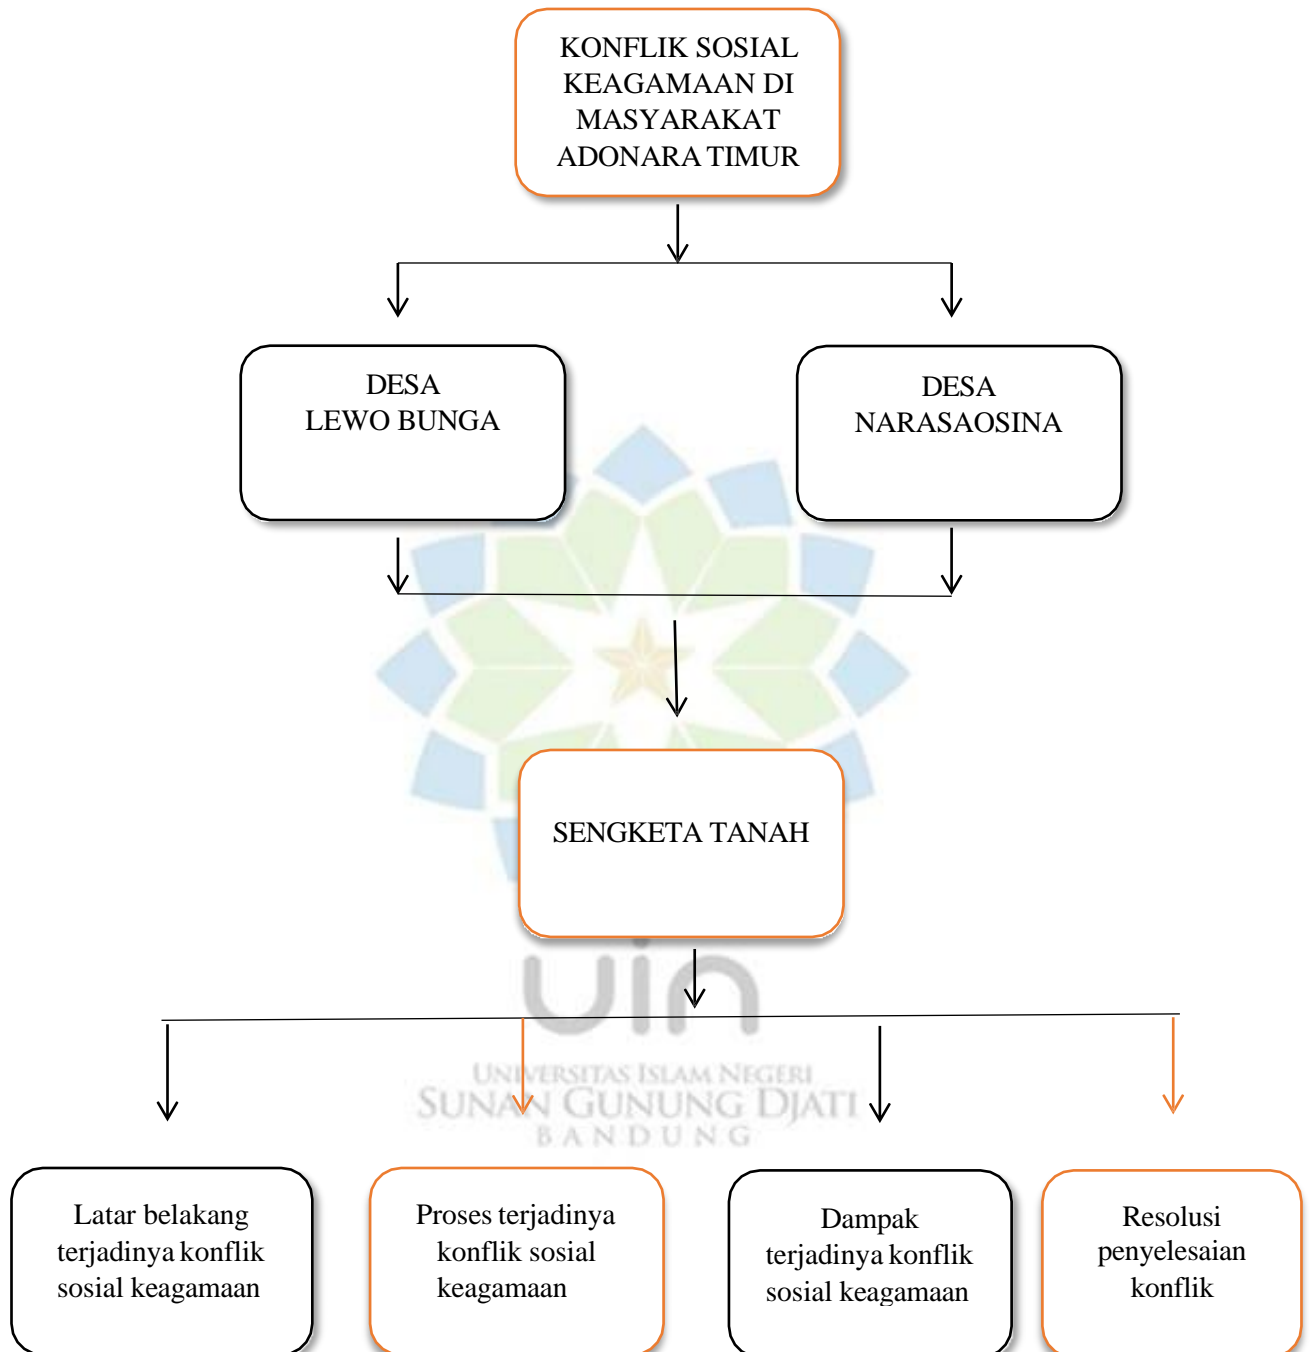 KONFLIK SOSIAL
KEAGAMAAN DI
MASYARAKAT
ADONARA TIMUR
DESA
LEWO BUNGA
DESA
NARASAOSINA
SENGKETA TANAH
uin
UNIVERSITAS ISLAM NEGERI
SUNAN GUNUNG DJATI
BANDUNG
Latar belakang
terjadinya konflik
sosial keagamaan
Proses terjadinya
konflik sosial
keagamaan
Dampak
terjadinya konflik
sosial keagamaan
Resolusi
penyelesaian
konflik